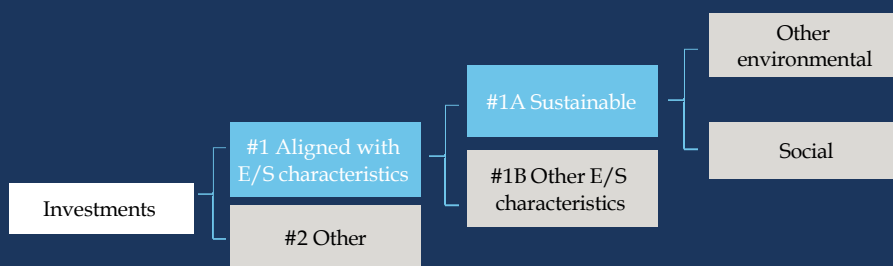 Investments
#1 Aligned with
E/S characteristics
#2 Other
#1A Sustainable
#1B Other E/S
characteristics
Other
environmental
Social